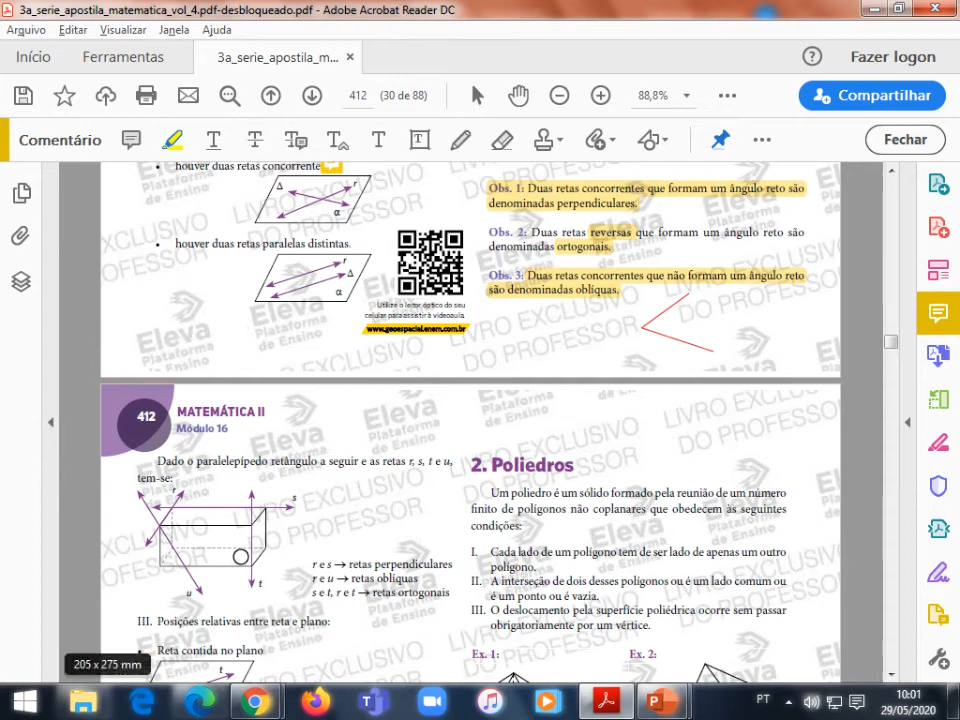 3a_serie_apostila_matematica_vol_4.pdf-desbloqueado.pdf - Adobe Acrobat Reader DC
Arquivo Editar Visualizar Janela Ajuda
Início Ferramentas 3a_serie_apostila_m... × Fazer logon
412 (30 de 88) 88,8% Compartilhar
Comentário Fechar
• houver duas retas concorrente
Δ r
α
• houver duas retas paralelas distintas.
r
Δ
α
Utilize o leitor óptico do seu
celular para assistir à videoaula.
www.geoespacial.enem.com.br
Obs. 1: Duas retas concorrentes que formam um ângulo reto são
denominadas perpendiculares.
Obs. 2: Duas retas reversas que formam um ângulo reto são
denominadas ortogonais.
Obs. 3: Duas retas concorrentes que não formam um ângulo reto
são denominadas oblíquas.
Eleva
Plataforma
de Ensino
LIVRO EXCLUSIVO
DO PROFESSOR
412 MATEMÁTICA II
Módulo 16
Dado o paralelepípedo retângulo a seguir e as retas r, s, t e u,
tem-se:
r
s
t
u
r e s → retas perpendiculares
r e u → retas oblíquas
s e t, r e t → retas ortogonais
III. Posições relativas entre reta e plano:
• Reta contida no plano
t
205 x 275 mm
2. Poliedros
Um poliedro é um sólido formado pela reunião de um número
finito de polígonos não coplanares que obedecem às seguintes
condições:
I. Cada lado de um polígono tem de ser lado de apenas um outro
polígono.
II. A interseção de dois desses polígonos ou é um lado comum ou
é um ponto ou é vazia.
III. O deslocamento pela superfície poliédrica ocorre sem passar
obrigatoriamente por um vértice.
Ex. 1: Ex. 2:
PT 10:01
29/05/2020